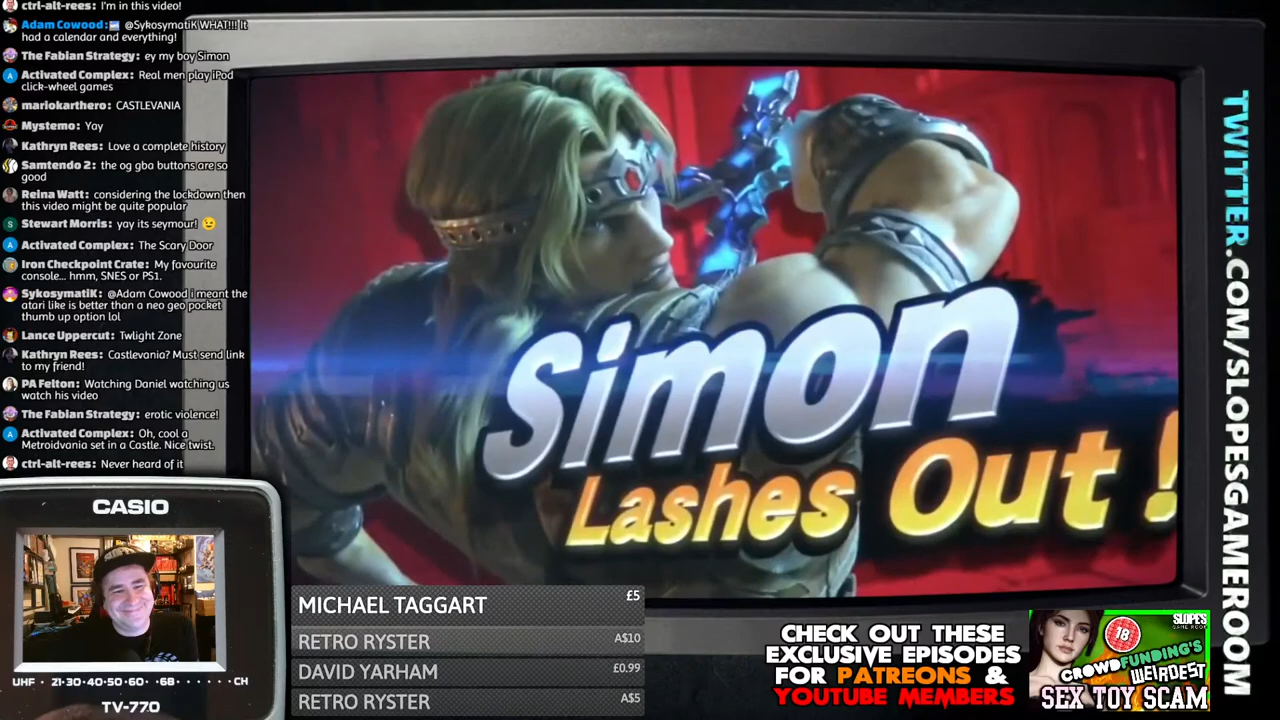 ctrl-alt-rees: I'm in this video!
Adam Cowood: @SykosymatiK WHAT!!! It
had a calendar and everything!
The Fabian Strategy: ey my boy Simon
Activated Complex: Real men play iPod
click-wheel games
mariokarthero: CASTLEVANIA
Mystemo: Yay
Kathryn Rees: Love a complete history
Samtendo 2: the og gba buttons are so
good
Reina Watt: considering the lockdown then
this video might be quite popular
Stewart Morris: yay its seymour! 😉
Activated Complex: The Scary Door
Iron Checkpoint Crate: My favourite
console... hmm, SNES or PS1.
SykosymatiK: @Adam Cowood i meant the
atari like is better than a neo geo pocket
thumb up option lol
Lance Uppercut: Twlight Zone
Kathryn Rees: Castlevania? Must send link
to my friend!
PA Felton: Watching Daniel watching us
watch his video
The Fabian Strategy: erotic violence!
Activated Complex: Oh, cool a
Metroidvania set in a Castle. Nice twist.
ctrl-alt-rees: Never heard of it
Simon
Lashes Out!
TWITTER.COM/SLOPESGAMEROOM
CASIO
UHF - 21·30·40·50·60· ·68· · · · · · CH
TV-770
MICHAEL TAGGART £5
RETRO RYSTER A$10
DAVID YARHAM £0.99
RETRO RYSTER A$5
CHECK OUT THESE
EXCLUSIVE EPISODES
FOR PATREONS &
YOUTUBE MEMBERS
18
SLOPES
GAME ROOM
CROWDFUNDING'S
WEIRDEST
SEX TOY SCAM